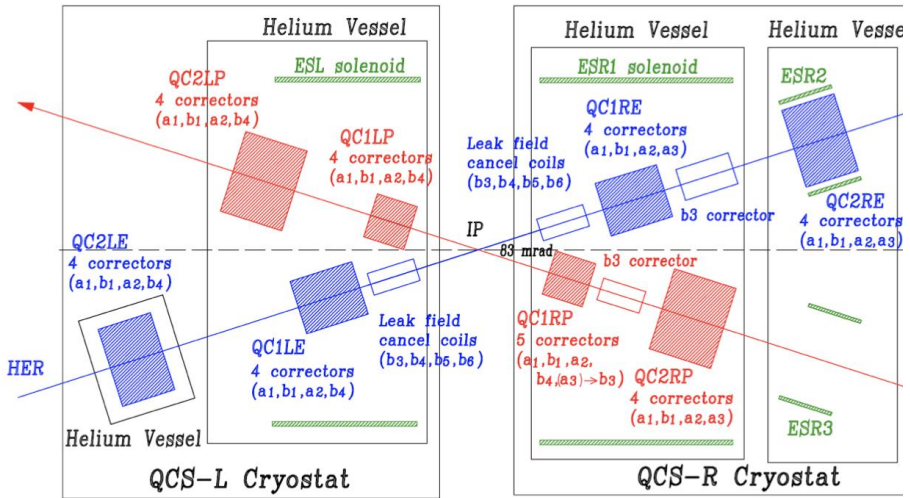 Helium Vessel
ESL solenoid
QC2LP
4 correctors
(a1,b1,a2,b4)
QC1LP
4 correctors
(a1,b1,a2,b4)
QC2LE
4 correctors
(a1,b1,a2,b4)
HER
QC1LE
4 correctors
(a1,b1,a2,b4)
Leak field
cancel coils
(b3,b4,b5,b6)
Helium Vessel
QCS-L Cryostat
IP
83 mrad
Helium Vessel
ESR1 solenoid
QC1RE
4 correctors
(a1,b1,a2,a3)
Leak field
cancel coils
(b3,b4,b5,b6)
b3 corrector
b3 corrector
QC1RP
5 correctors
(a1,b1,a2,
b4,(a3)→b3)
QC2RP
4 correctors
(a1,b1,a2,a3)
Helium Vesse
ESR2
QC2RE
4 correctors
(a1,b1,a2,a3)
ESR3
QCS-R Cryostat